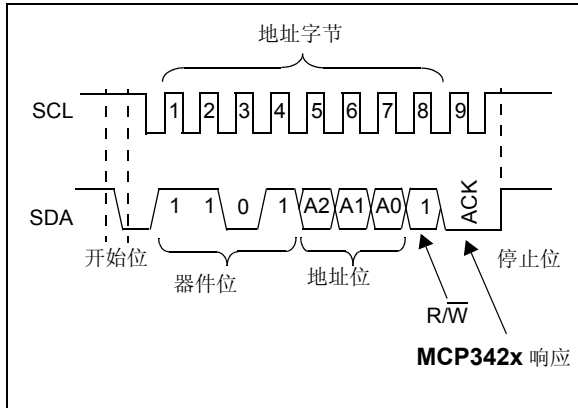 地址字节
SCL 1 2 3 4 5 6 7 8 9
SDA 1 1 0 1 A2 A1 A0 1 ACK
开始位 器件位 地址位 停止位
R/W̅
MCP342x 响应